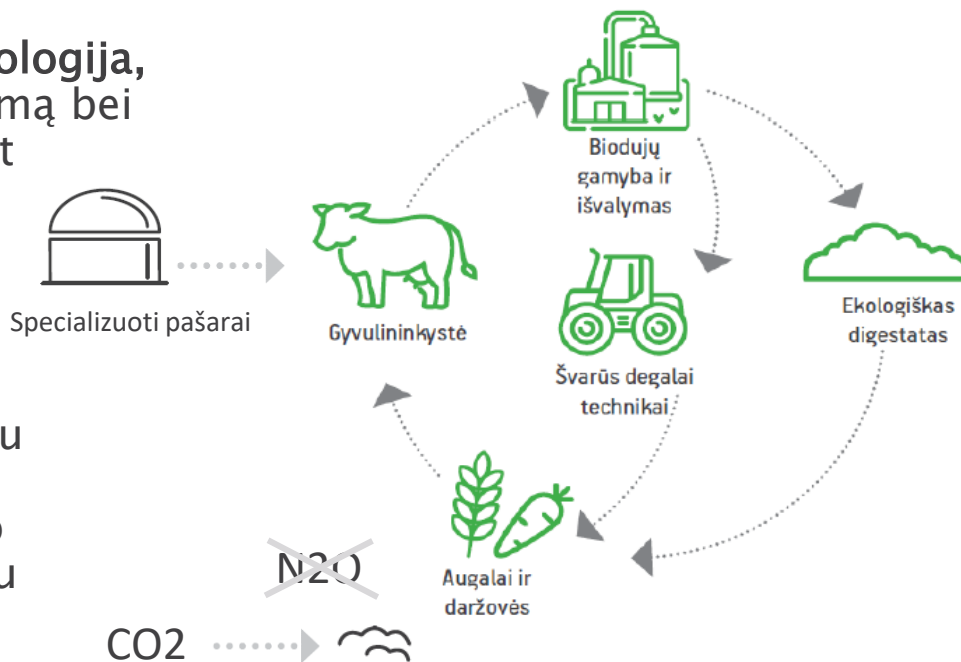 ologija,
mą bei
t
Biodujų
gamyba ir
išvalymas
Specializuoti pašarai
Gyvulininkystė
Ekologiškas
digestatas
Švarūs degalai
technikai
u
u
N2O
Augalai ir
daržovės
CO2